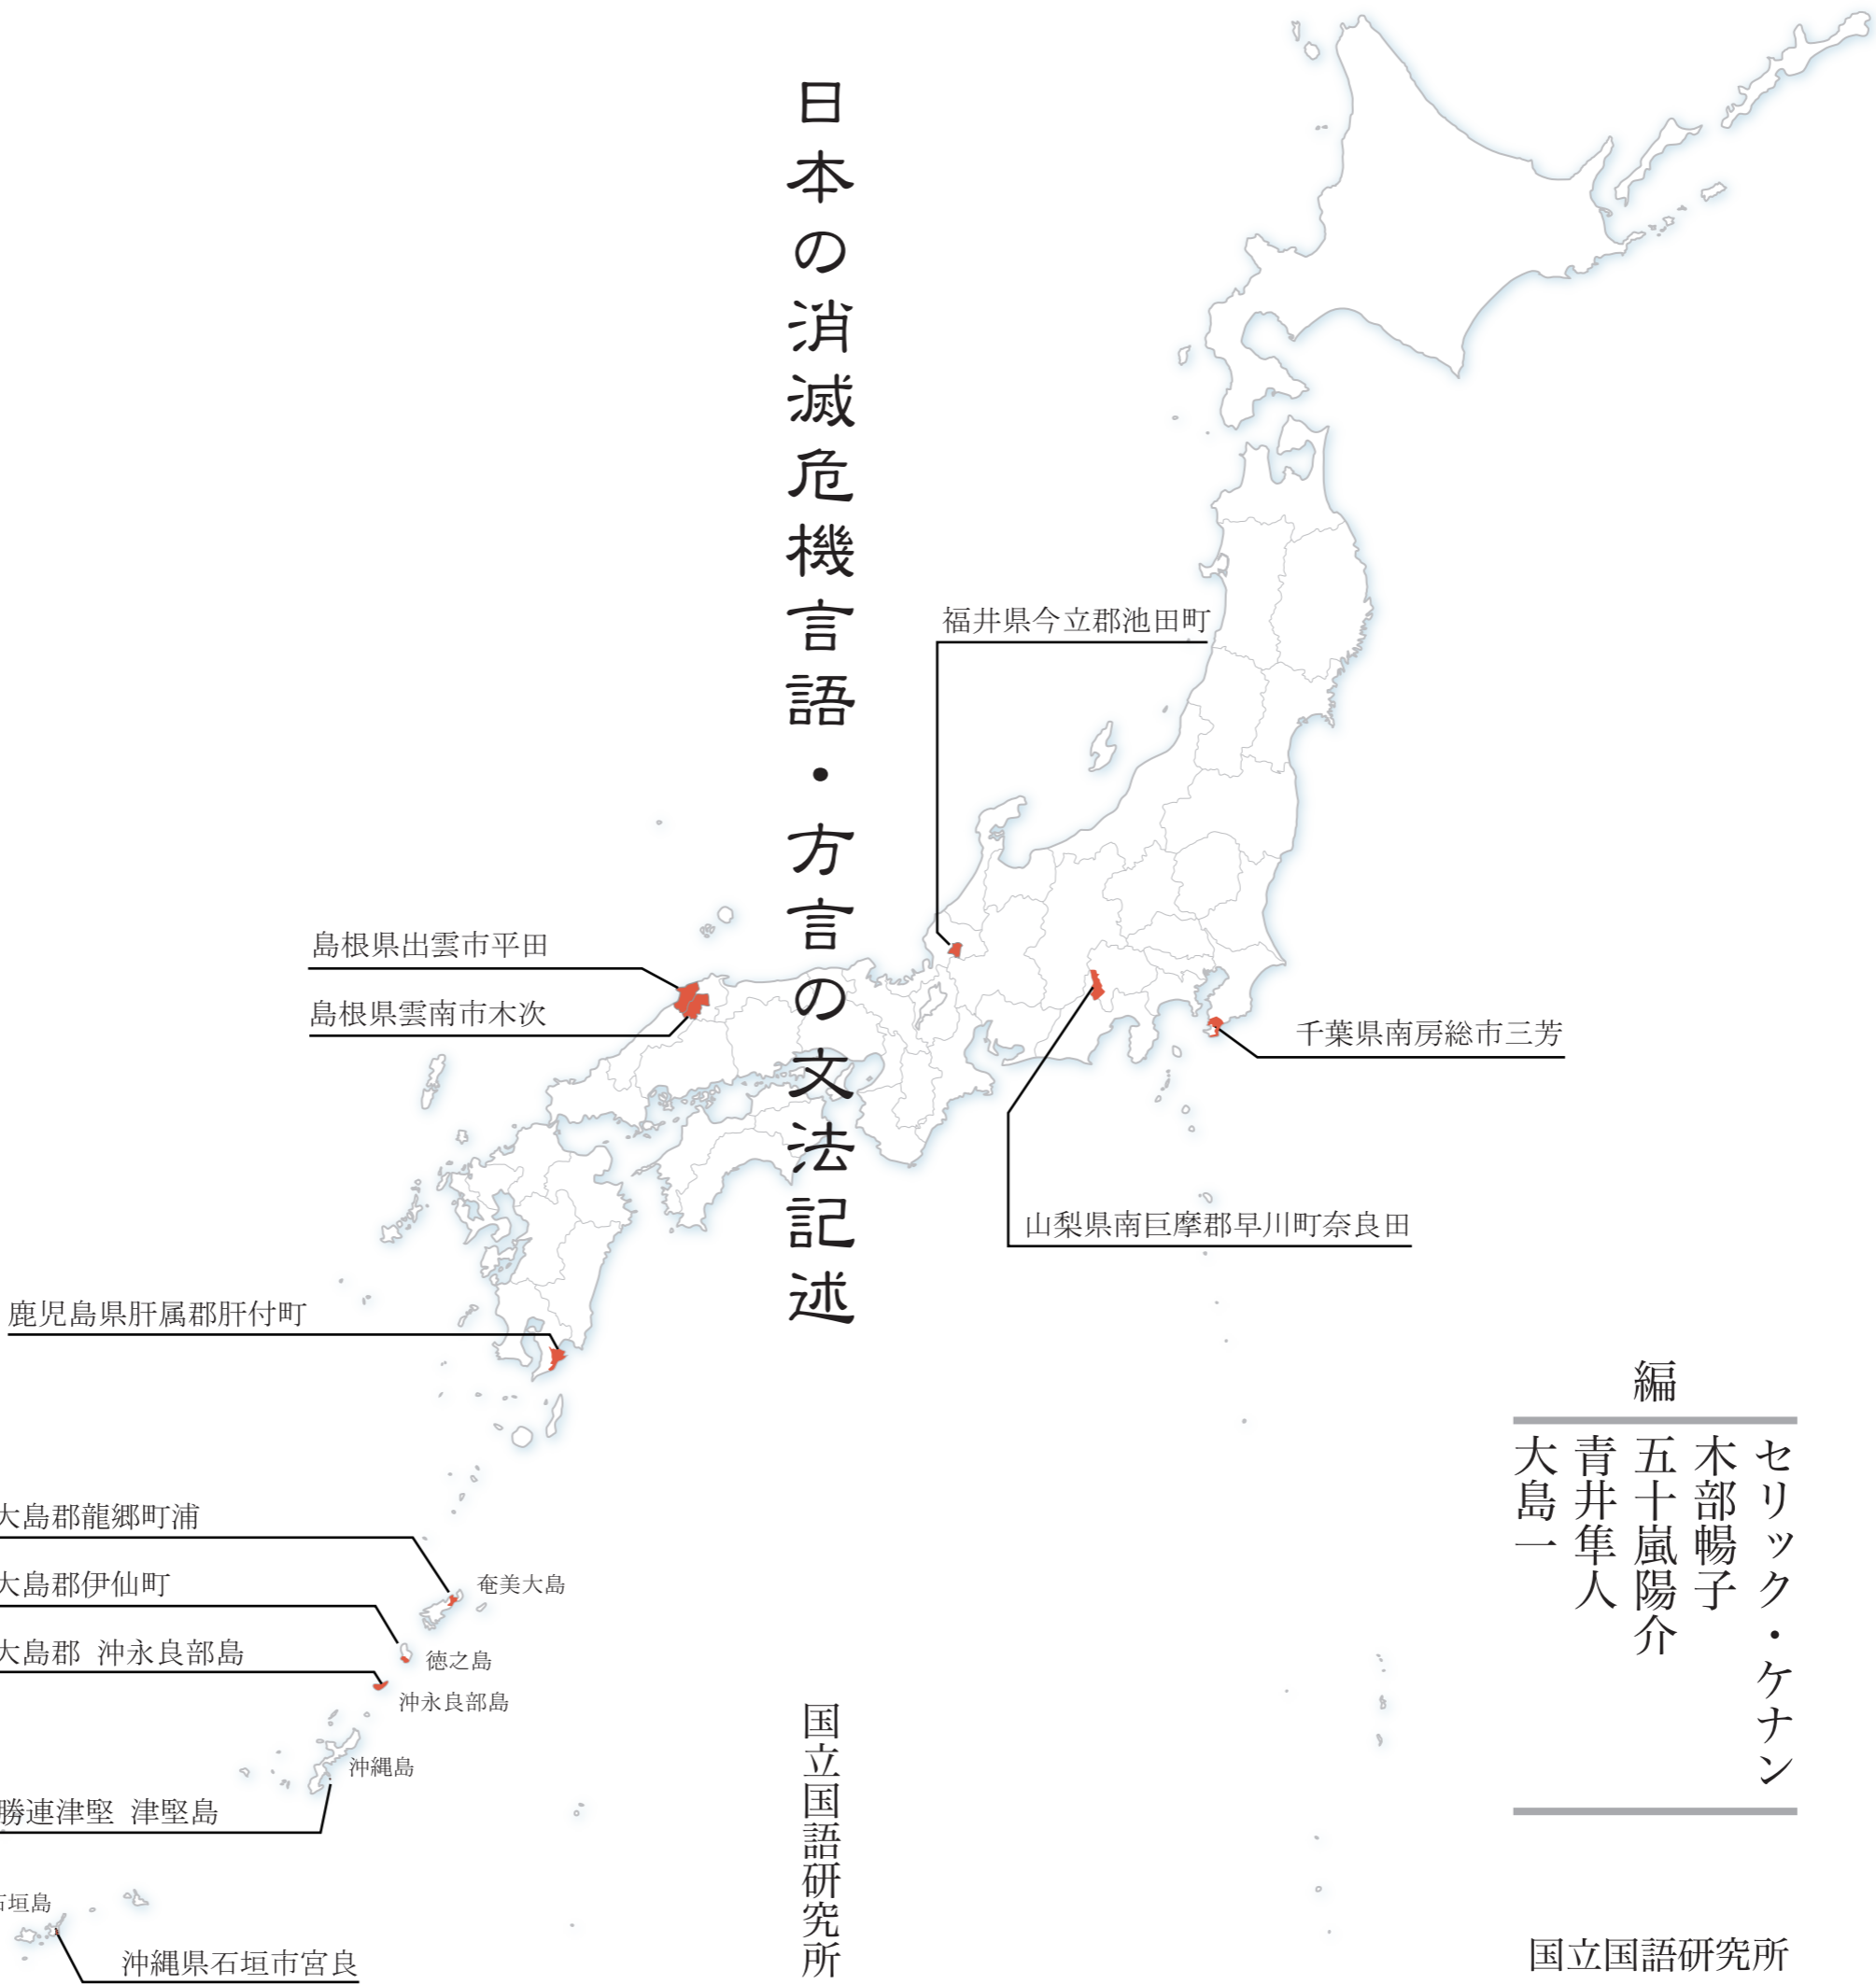 日本の消滅危機言語・方言の文法記述
福井県今立郡池田町
島根県出雲市平田
島根県雲南市木次
千葉県南房総市三芳
山梨県南巨摩郡早川町奈良田
鹿児島県肝属郡肝付町
大島郡龍郷町浦
奄美大島
大島郡伊仙町
徳之島
大島郡 沖永良部島
沖永良部島
沖縄島
勝連津堅 津堅島
石垣島
沖縄県石垣市宮良
編
セリック・ケナン
木部暢子
五十嵐陽介
青井隼人
大島一
国立国語研究所
国立国語研究所